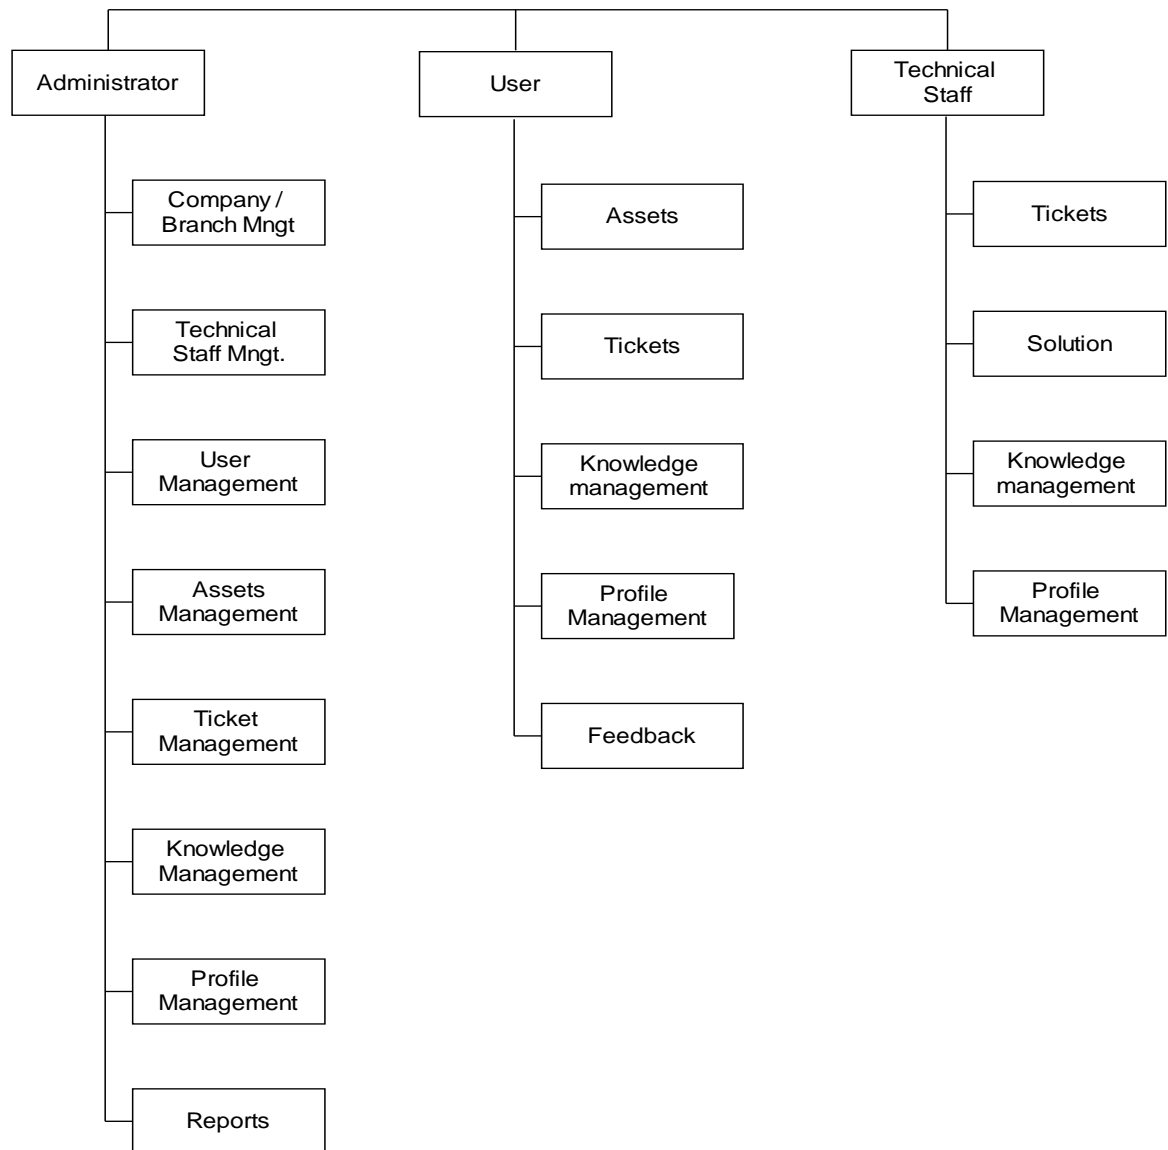 Administrator
User
Technical
Staff
Company /
Branch Mngt
Technical
Staff Mngt.
User
Management
Assets
Management
Ticket
Management
Knowledge
Management
Profile
Management
Reports
Assets
Tickets
Knowledge
management
Profile
Management
Feedback
Tickets
Solution
Knowledge
management
Profile
Management